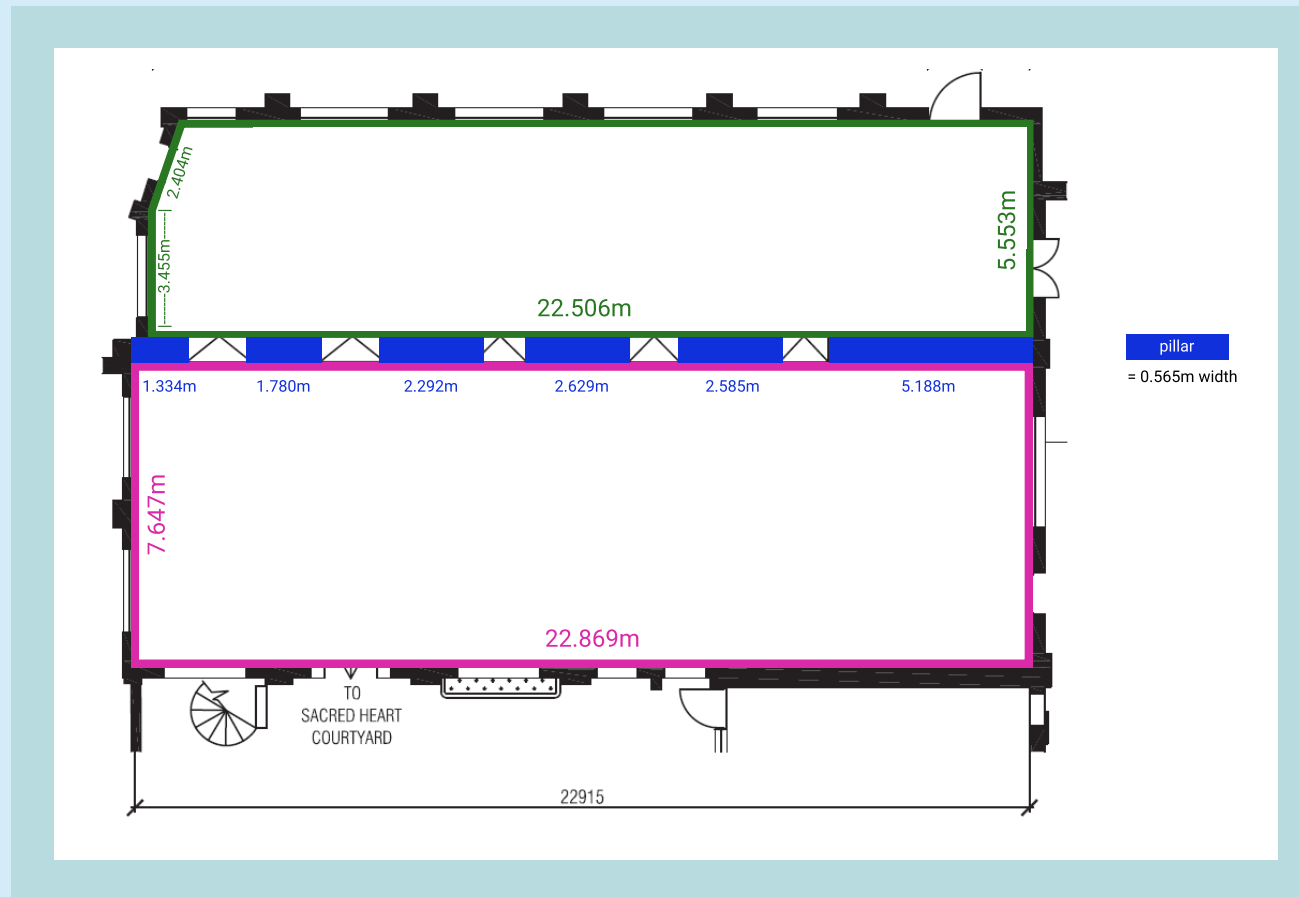 2.404m
3.455m
5.553m
22.506m
pillar
= 0.565m width
1.334m
1.780m
2.292m
2.629m
2.585m
5.188m
7.647m
22.869m
TO
SACRED HEART
COURTYARD
22915